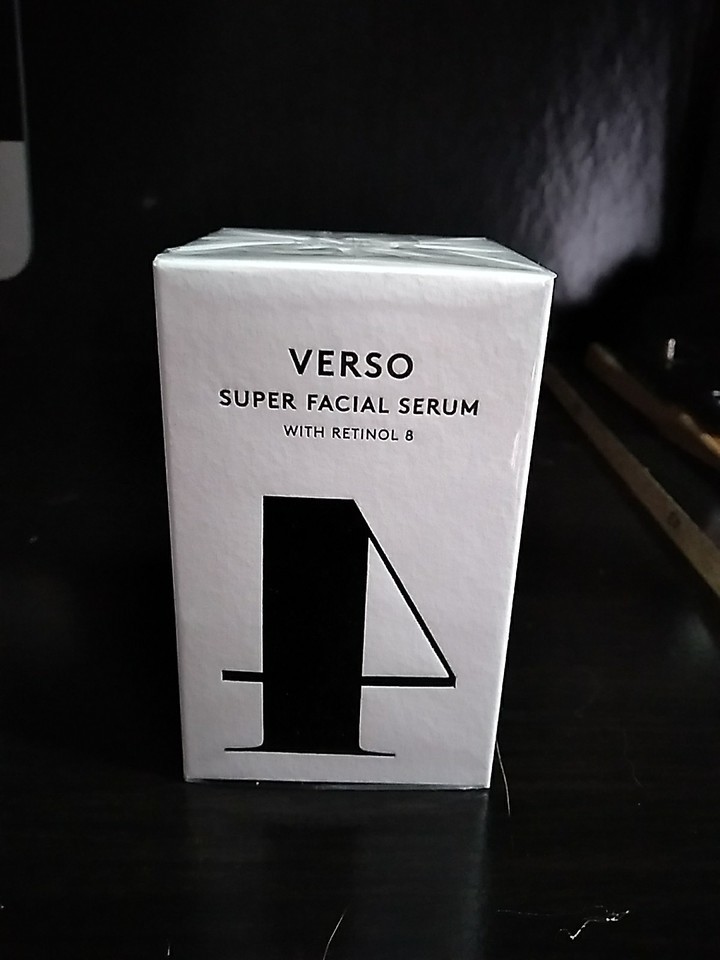 VERSO
SUPER FACIAL SERUM
WITH RETINOL 8
4